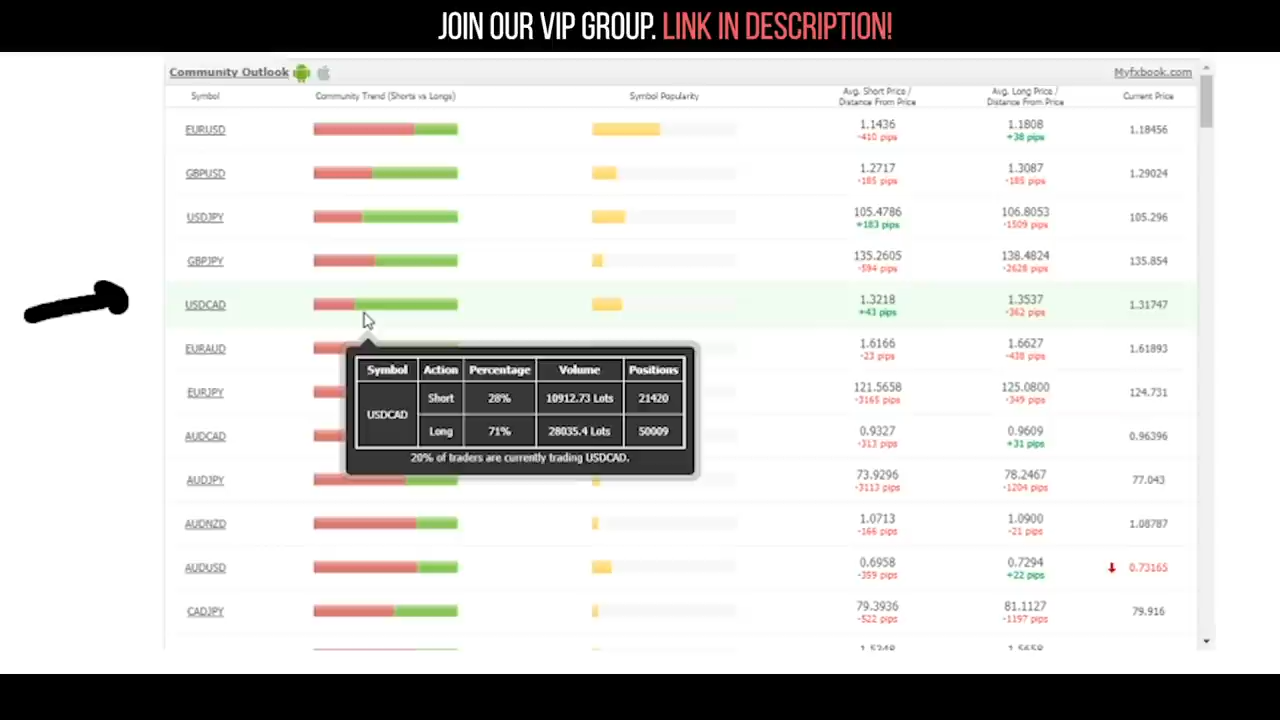 JOIN OUR VIP GROUP. LINK IN DESCRIPTION!
Community Outlook Myfxbook.com
Symbol Community Trend (Shorts vs Longs) Symbol Popularity Avg. Short Price / Avg. Long Price / Current Price
Distance From Price Distance From Price
EURUSD 1.1436 1.1808 1.18456
-410 pips +38 pips
GBPUSD 1.2717 1.3087 1.29024
-185 pips -185 pips
USDJPY 105.4786 106.8053 105.296
+183 pips -1509 pips
GBPJPY 135.2605 138.4824 135.854
-594 pips -2628 pips
USDCAD 1.3218 1.3537 1.31747
+43 pips -362 pips
EURAUD 1.6166 1.6627 1.61893
-23 pips -438 pips
Symbol Action Percentage Volume Positions
USDCAD Short 28% 10912.73 Lots 21420
Long 71% 28035.4 Lots 50009
20% of traders are currently trading USDCAD.
EURJPY 121.5658 125.0800 124.731
-3165 pips -349 pips
AUDCAD 0.9327 0.9609 0.96396
-313 pips +31 pips
AUDJPY 73.9296 78.2467 77.043
-3113 pips -1204 pips
AUDNZD 1.0713 1.0900 1.08787
-166 pips -21 pips
AUDUSD 0.6958 0.7294 0.73165
-359 pips +22 pips
CADJPY 79.3936 81.1127 79.916
-522 pips -1197 pips